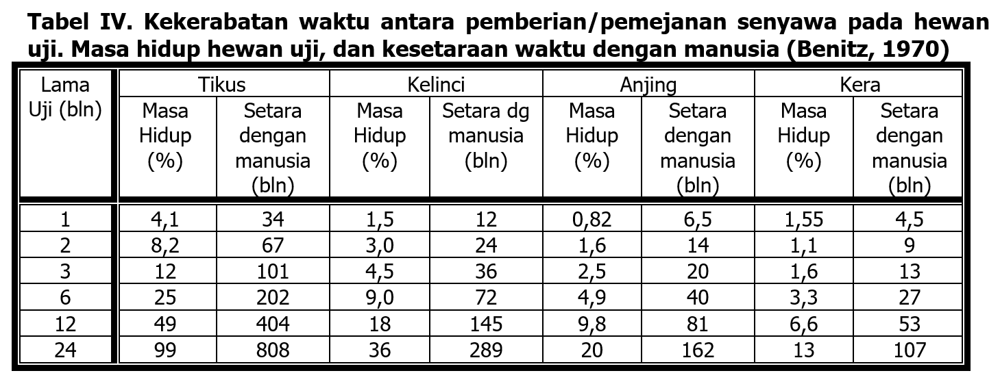 Tabel IV. Kekerabatan waktu antara pemberian/pemejanan senyawa pada hewan
uji. Masa hidup hewan uji, dan kesetaraan waktu dengan manusia (Benitz, 1970)
Lama Uji (bln) Tikus Kelinci Anjing Kera
Masa Hidup (%) Setara dengan manusia (bln) Masa Hidup (%) Setara dg manusia (bln) Masa Hidup (%) Setara dengan manusia (bln) Masa Hidup (%) Setara dengan manusia (bln)
1 4,1 34 1,5 12 0,82 6,5 1,55 4,5
2 8,2 67 3,0 24 1,6 14 1,1 9
3 12 101 4,5 36 2,5 20 1,6 13
6 25 202 9,0 72 4,9 40 3,3 27
12 49 404 18 145 9,8 81 6,6 53
24 99 808 36 289 20 162 13 107